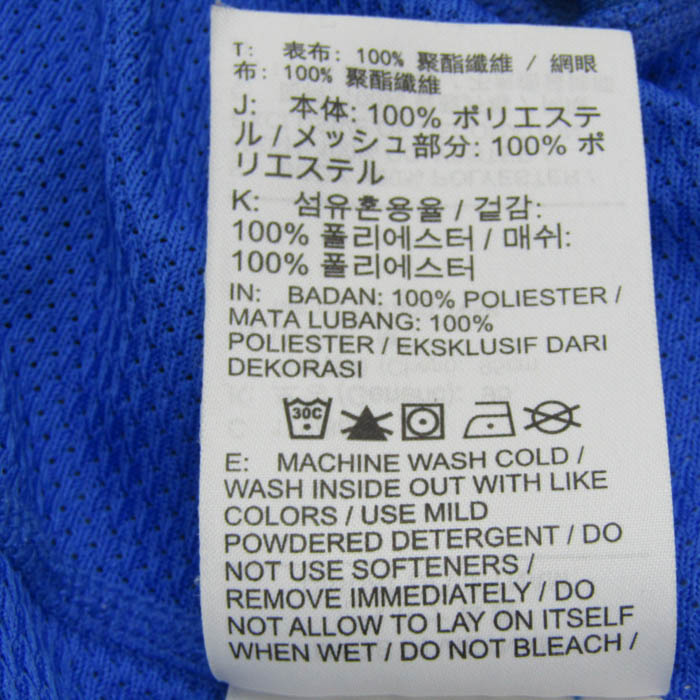 T: 表布: 100% 聚酯纖維 / 網眼
布: 100% 聚酯纖維
J: 本体: 100% ポリエステ
ル / メッシュ部分: 100% ポ
リエステル
K: 섬유혼용율 / 겉감:
100% 폴리에스터 / 매쉬:
100% 폴리에스터
IN: BADAN: 100% POLIESTER /
MATA LUBANG: 100%
POLIESTER / EKSKLUSIF DARI
DEKORASI
30C
E: MACHINE WASH COLD /
WASH INSIDE OUT WITH LIKE
COLORS / USE MILD
POWDERED DETERGENT / DO
NOT USE SOFTENERS /
REMOVE IMMEDIATELY / DO
NOT ALLOW TO LAY ON ITSELF
WHEN WET / DO NOT BLEACH /